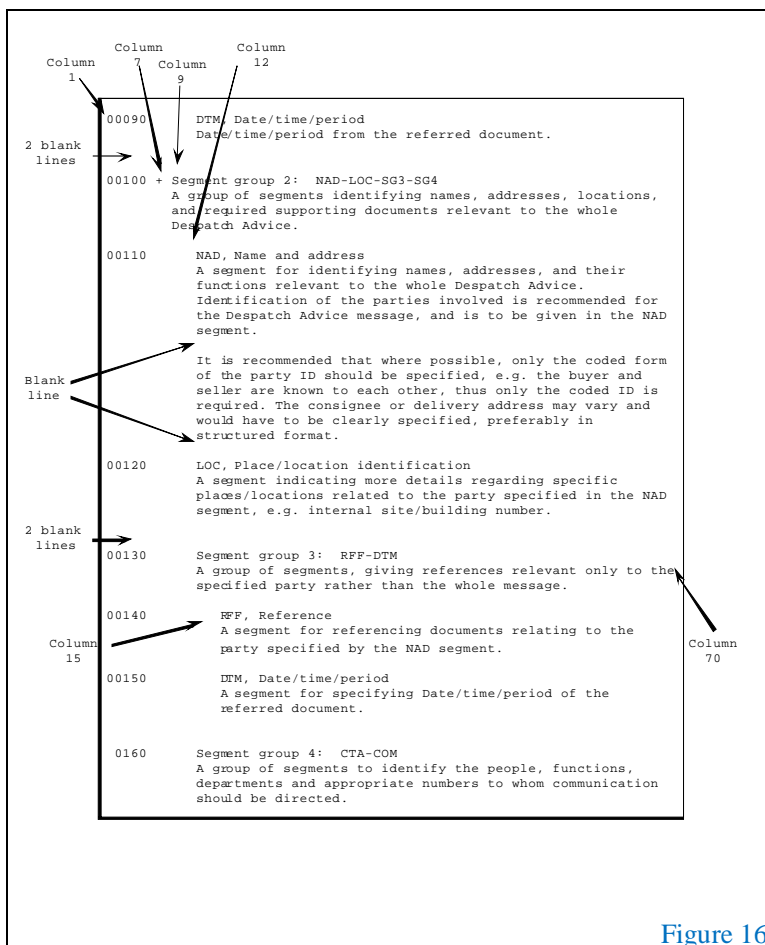 Column
7
Column
12
Column
1
Column
9
00090 DTM, Date/time/period
Date/time/period from the referred document.
2 blank
lines
00100 + Segment group 2: NAD-LOC-SG3-SG4
A group of segments identifying names, addresses, locations,
and required supporting documents relevant to the whole
Despatch Advice.
00110 NAD, Name and address
A segment for identifying names, addresses, and their
functions relevant to the whole Despatch Advice.
Identification of the parties involved is recommended for
the Despatch Advice message, and is to be given in the NAD
segment.
It is recommended that where possible, only the coded form
of the party ID should be specified, e.g. the buyer and
seller are known to each other, thus only the coded ID is
required. The consignee or delivery address may vary and
would have to be clearly specified, preferably in
structured format.
Blank
line
00120 LOC, Place/location identification
A segment indicating more details regarding specific
places/locations related to the party specified in the NAD
segment, e.g. internal site/building number.
2 blank
lines
00130 Segment group 3: RFF-DTM
A group of segments, giving references relevant only to the
specified party rather than the whole message.
00140 RFF, Reference
A segment for referencing documents relating to the
party specified by the NAD segment.
Column
15
Column
70
00150 DTM, Date/time/period
A segment for specifying Date/time/period of the
referred document.
0160 Segment group 4: CTA-COM
A group of segments to identify the people, functions,
departments and appropriate numbers to whom communication
should be directed.
Figure 16